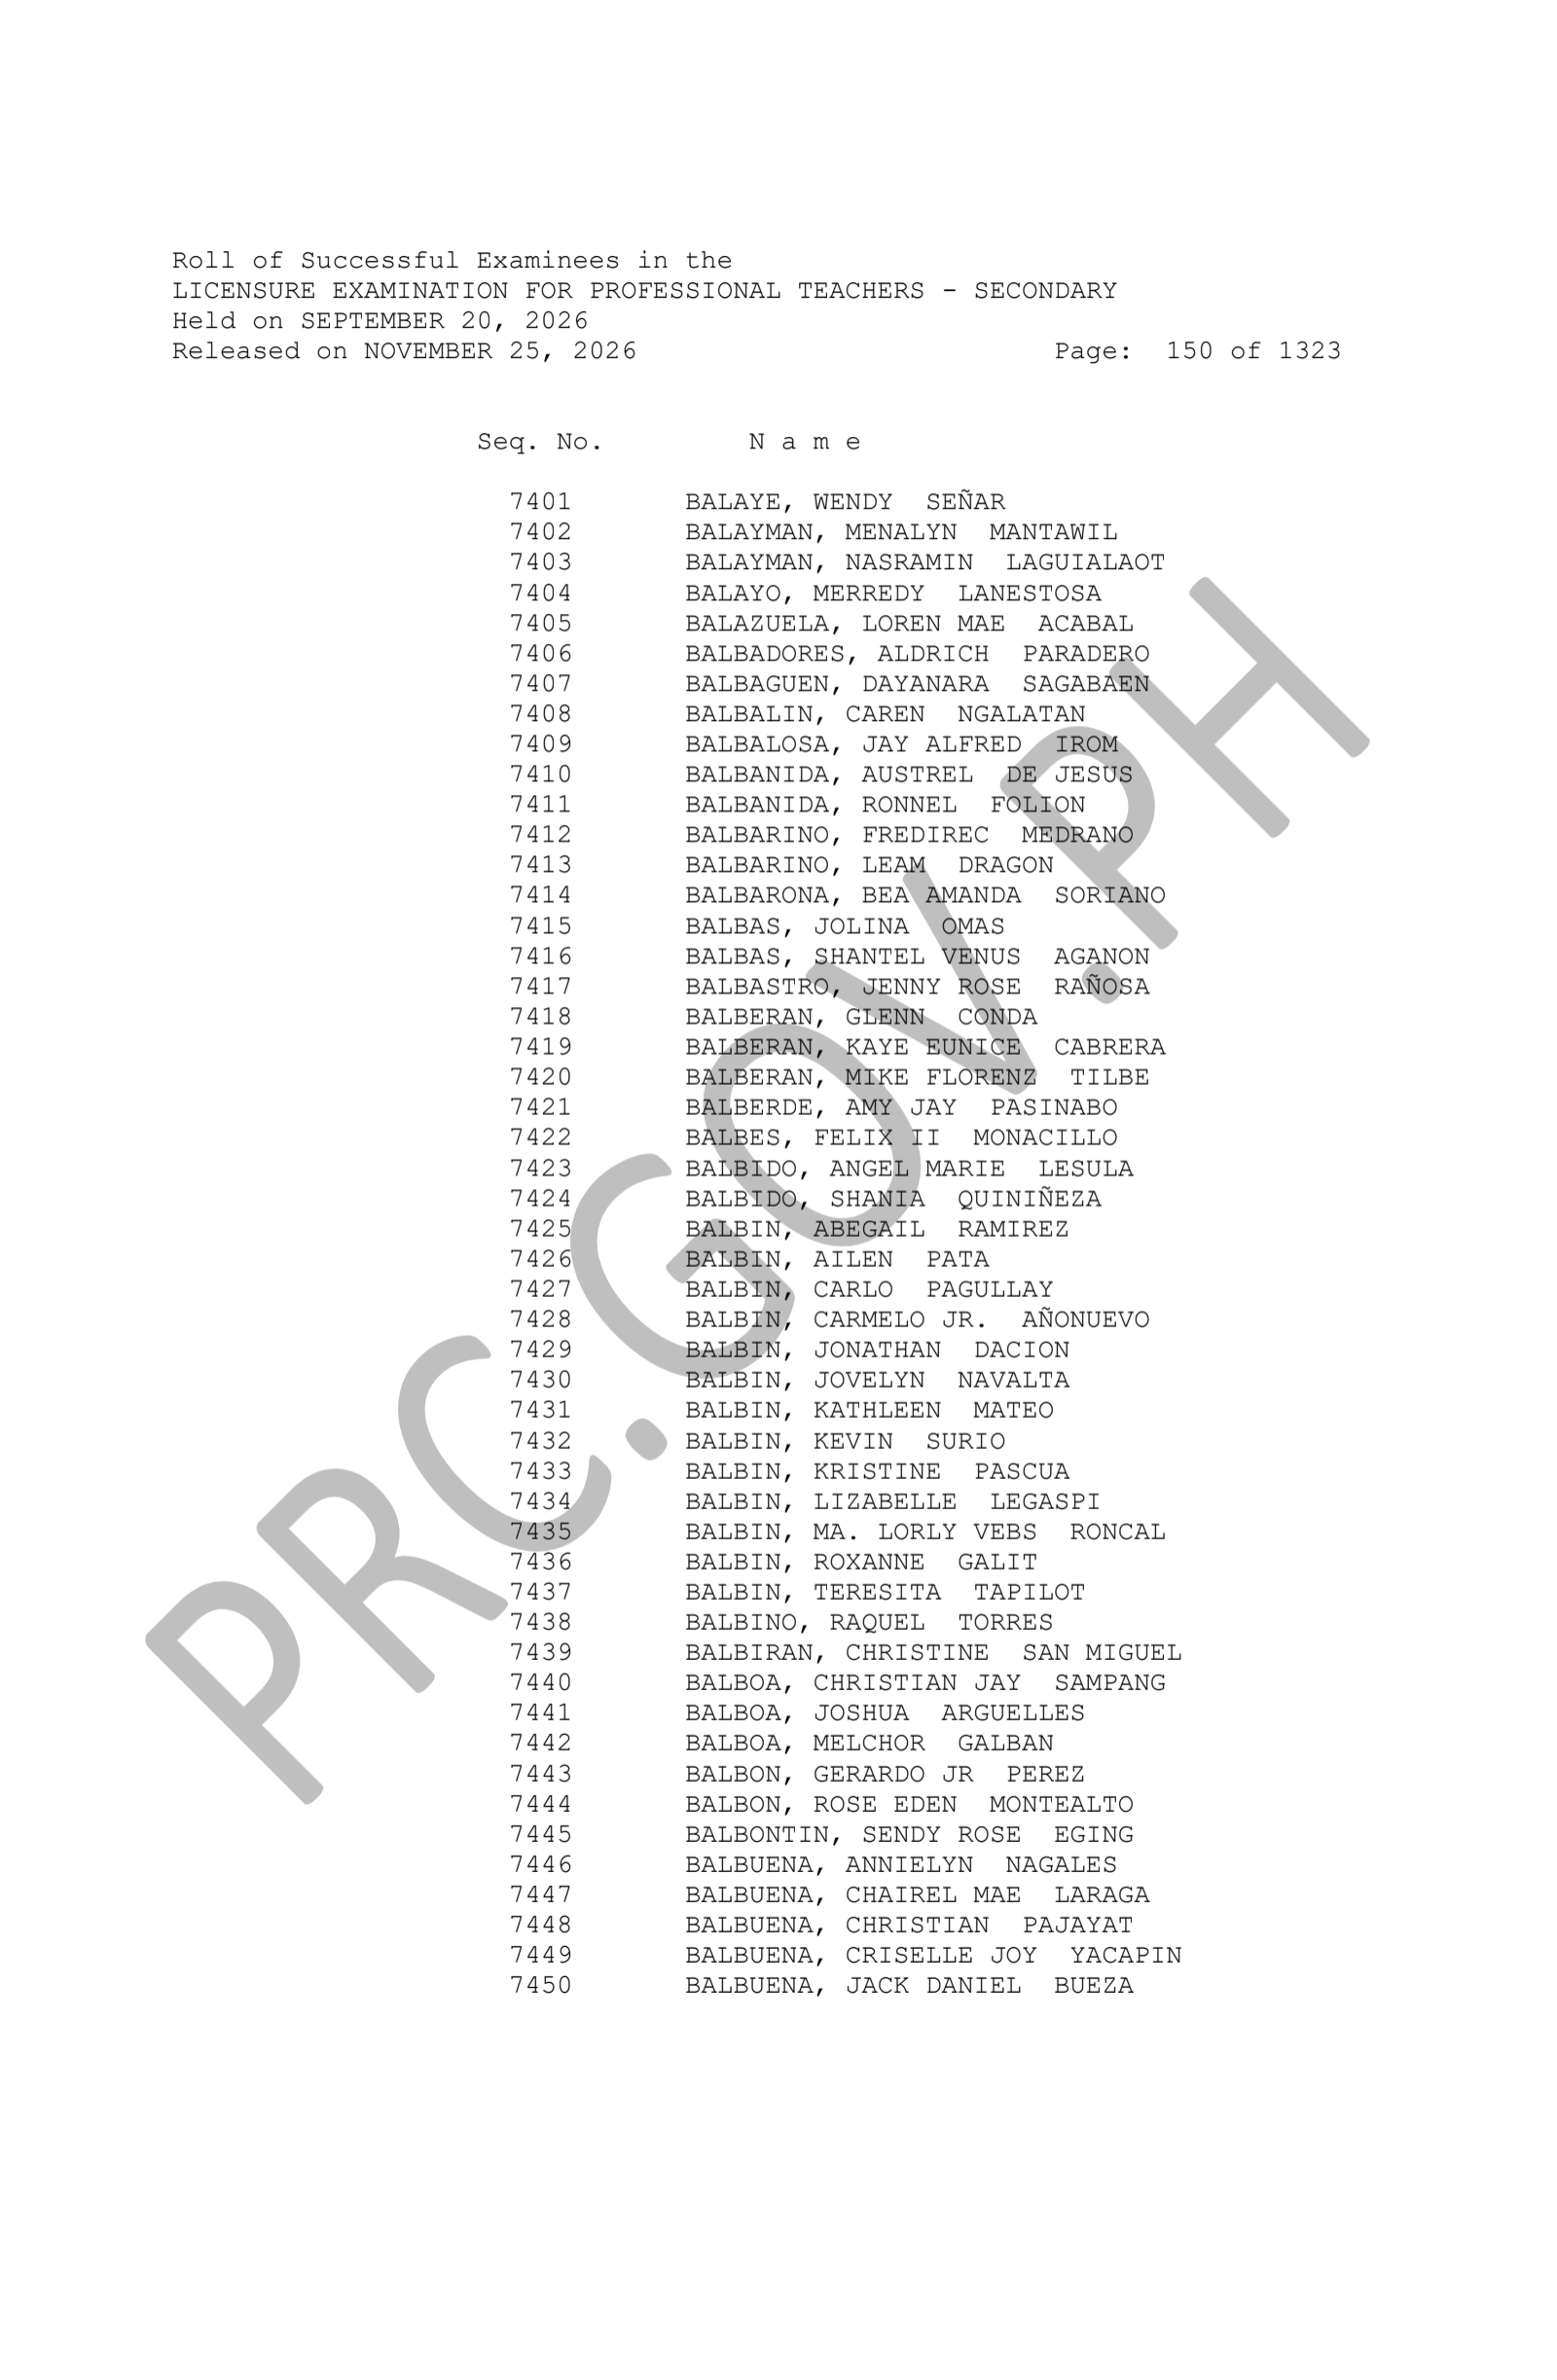 Roll of Successful Examinees in the
LICENSURE EXAMINATION FOR PROFESSIONAL TEACHERS - SECONDARY
Held on SEPTEMBER 20, 2026
Released on NOVEMBER 25, 2026 Page: 150 of 1323
Seq. No. N a m e
7401 BALAYE, WENDY SEÑAR
7402 BALAYMAN, MENALYN MANTAWIL
7403 BALAYMAN, NASRAMIN LAGUIALAOT
7404 BALAYO, MERREDY LANESTOSA
7405 BALAZUELA, LOREN MAE ACABAL
7406 BALBADORES, ALDRICH PARADERO
7407 BALBAGUEN, DAYANARA SAGABAEN
7408 BALBALIN, CAREN NGALATAN
7409 BALBALOSA, JAY ALFRED IROM
7410 BALBANIDA, AUSTREL DE JESUS
7411 BALBANIDA, RONNEL FOLION
7412 BALBARINO, FREDIREC MEDRANO
7413 BALBARINO, LEAM DRAGON
7414 BALBARONA, BEA AMANDA SORIANO
7415 BALBAS, JOLINA OMAS
7416 BALBAS, SHANTEL VENUS AGANON
7417 BALBASTRO, JENNY ROSE RAÑOSA
7418 BALBERAN, GLENN CONDA
7419 BALBERAN, KAYE EUNICE CABRERA
7420 BALBERAN, MIKE FLORENZ TILBE
7421 BALBERDE, AMY JAY PASINABO
7422 BALBES, FELIX II MONACILLO
7423 BALBIDO, ANGEL MARIE LESULA
7424 BALBIDO, SHANIA QUINIÑEZA
7425 BALBIN, ABEGAIL RAMIREZ
7426 BALBIN, AILEN PATA
7427 BALBIN, CARLO PAGULLAY
7428 BALBIN, CARMELO JR. AÑONUEVO
7429 BALBIN, JONATHAN DACION
7430 BALBIN, JOVELYN NAVALTA
7431 BALBIN, KATHLEEN MATEO
7432 BALBIN, KEVIN SURIO
7433 BALBIN, KRISTINE PASCUA
7434 BALBIN, LIZABELLE LEGASPI
7435 BALBIN, MA. LORLY VEBS RONCAL
7436 BALBIN, ROXANNE GALIT
7437 BALBIN, TERESITA TAPILOT
7438 BALBINO, RAQUEL TORRES
7439 BALBIRAN, CHRISTINE SAN MIGUEL
7440 BALBOA, CHRISTIAN JAY SAMPANG
7441 BALBOA, JOSHUA ARGUELLES
7442 BALBOA, MELCHOR GALBAN
7443 BALBON, GERARDO JR PEREZ
7444 BALBON, ROSE EDEN MONTEALTO
7445 BALBONTIN, SENDY ROSE EGING
7446 BALBUENA, ANNIELYN NAGALES
7447 BALBUENA, CHAIREL MAE LARAGA
7448 BALBUENA, CHRISTIAN PAJAYAT
7449 BALBUENA, CRISELLE JOY YACAPIN
7450 BALBUENA, JACK DANIEL BUEZA
PRC.GOV.PH